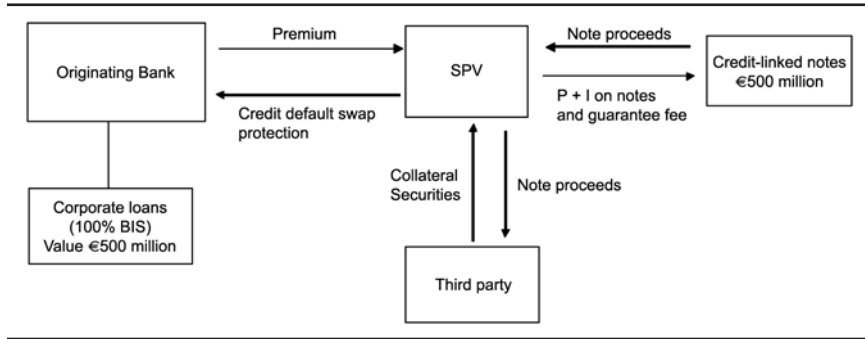 Premium
Originating Bank
Credit default swap
protection
SPV
Note proceeds
P + I on notes
and guarantee fee
Credit-linked notes
€500 million
Corporate loans
(100% BIS)
Value €500 million
Collateral
Securities
Note proceeds
Third party